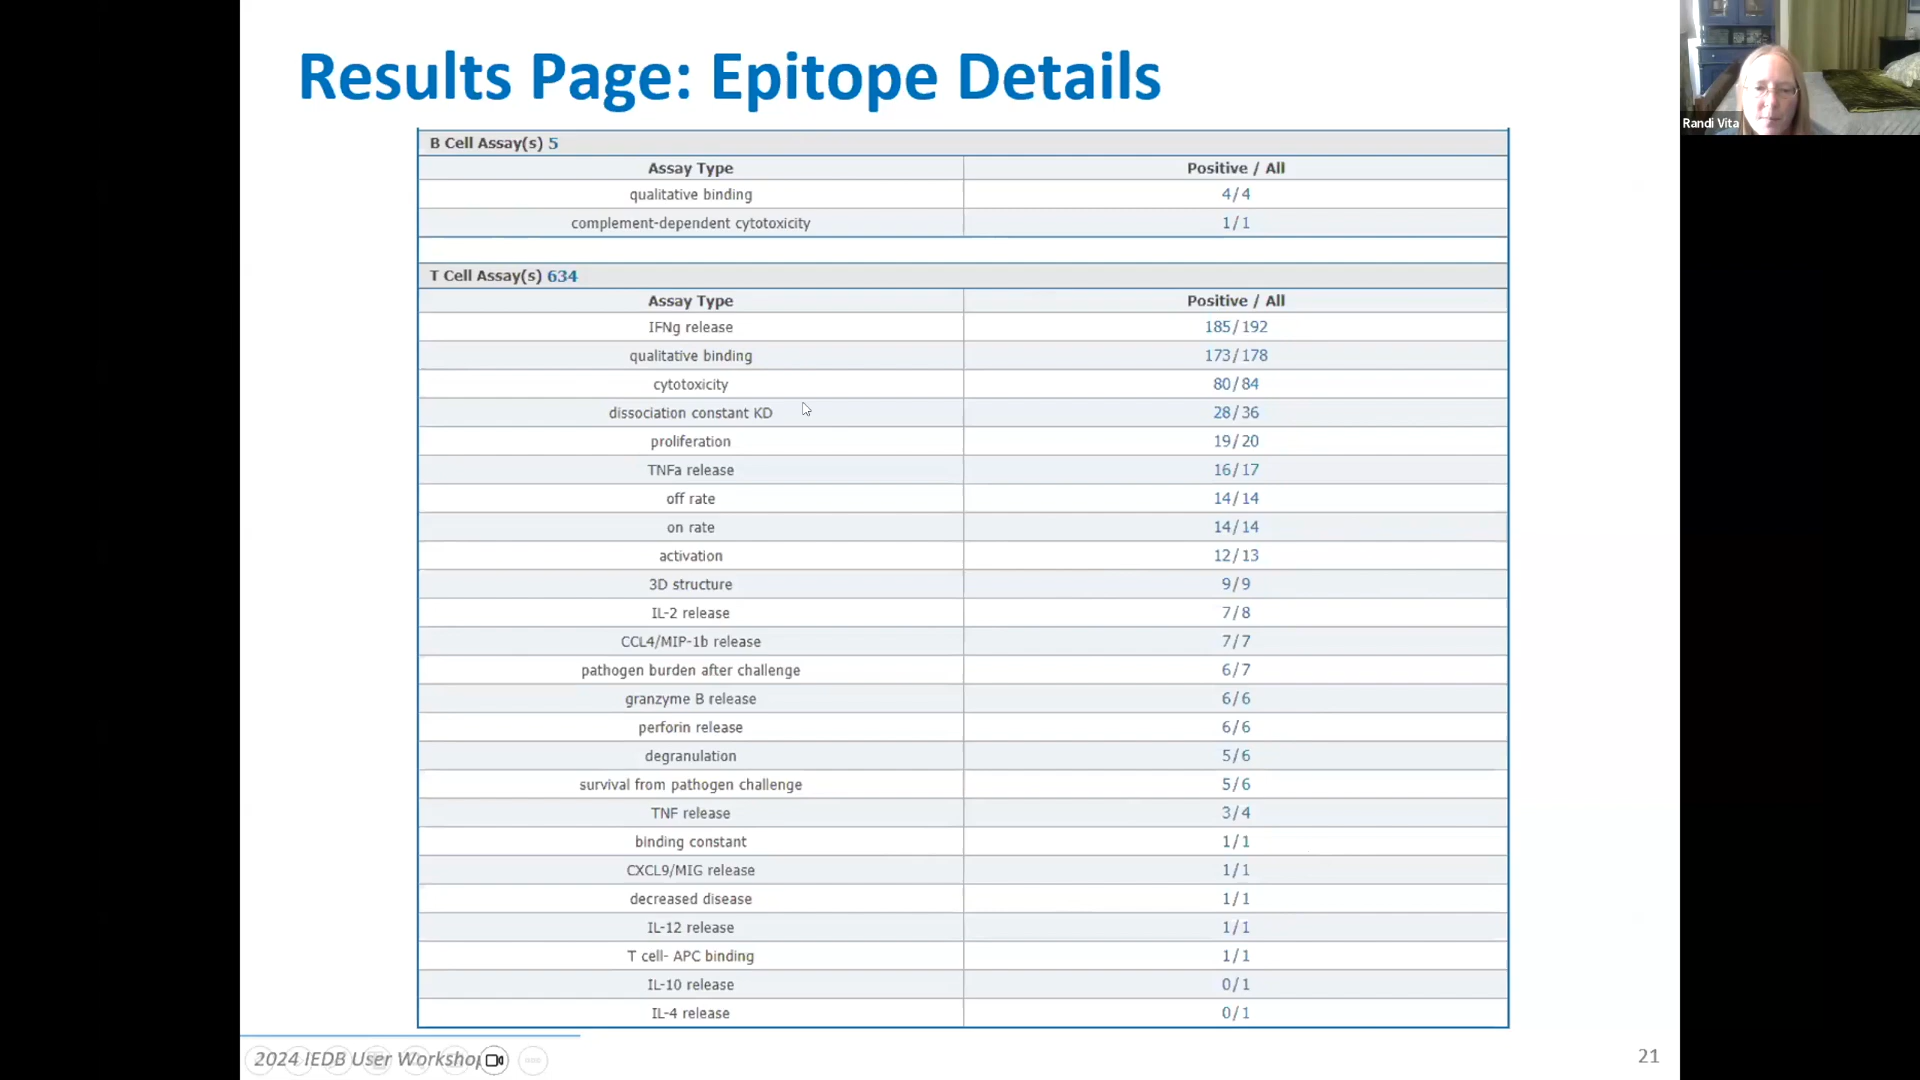 Results Page: Epitope Details
Randi Vita
B Cell Assay(s) 5
Assay Type Positive / All
qualitative binding 4/4
complement-dependent cytotoxicity 1/1
T Cell Assay(s) 634
Assay Type Positive / All
IFNg release 185/192
qualitative binding 173/178
cytotoxicity 80/84
dissociation constant KD 28/36
proliferation 19/20
TNFa release 16/17
off rate 14/14
on rate 14/14
activation 12/13
3D structure 9/9
IL-2 release 7/8
CCL4/MIP-1b release 7/7
pathogen burden after challenge 6/7
granzyme B release 6/6
perforin release 6/6
degranulation 5/6
survival from pathogen challenge 5/6
TNF release 3/4
binding constant 1/1
CXCL9/MIG release 1/1
decreased disease 1/1
IL-12 release 1/1
T cell- APC binding 1/1
IL-10 release 0/1
IL-4 release 0/1
2024 IEDB User Workshop
21